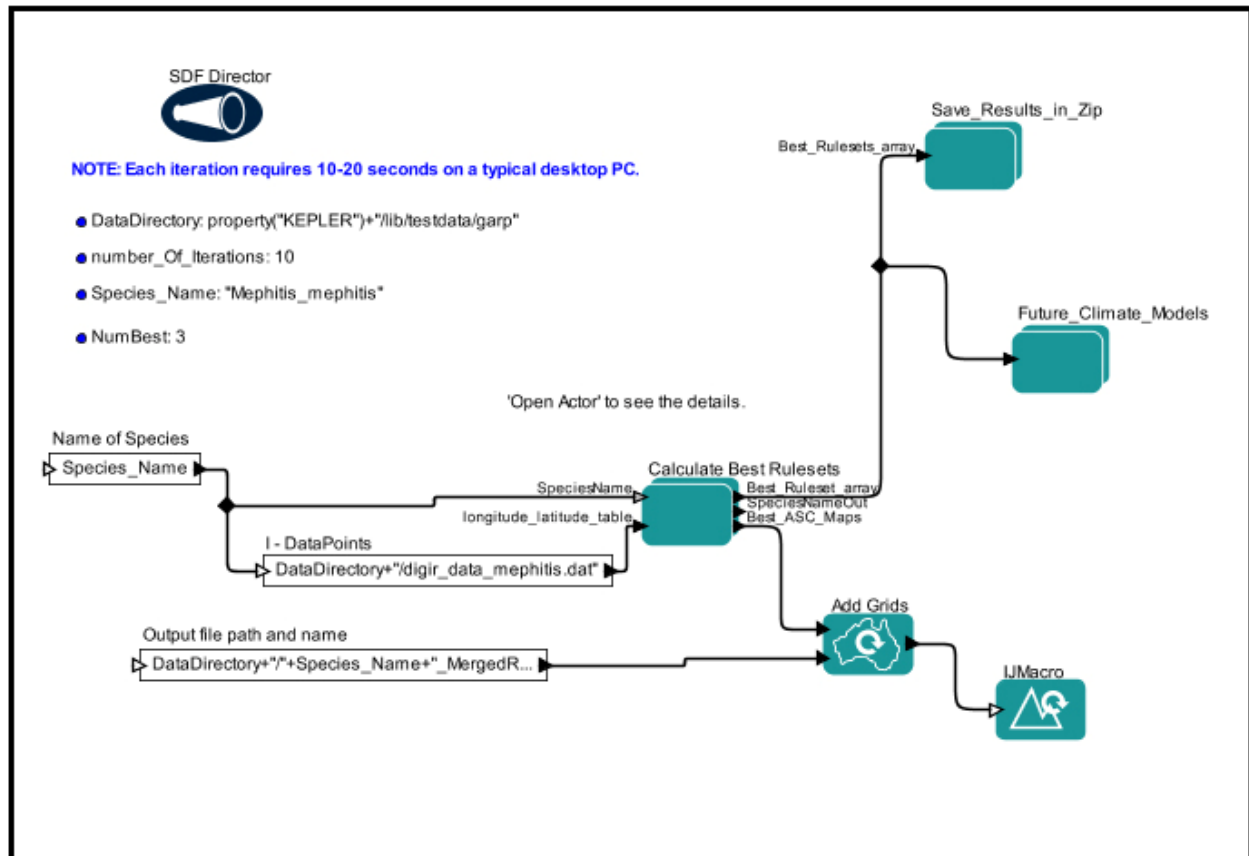 SDF Director
NOTE: Each iteration requires 10-20 seconds on a typical desktop PC.
DataDirectory: property("KEPLER")+"/lib/testdata/garp"
number_Of_Iterations: 10
Species_Name: "Mephitis_mephitis"
NumBest: 3
Save_Results_in_Zip
Best_Rulesets_array
Future_Climate_Models
'Open Actor' to see the details.
Name of Species
Species_Name
Calculate Best Rulesets
SpeciesName
longitude_latitude_table
Best_Ruleset_array
SpeciesNameOut
Best_ASC_Maps
I - DataPoints
DataDirectory+"/digir_data_mephitis.dat"
Output file path and name
DataDirectory+"/"+Species_Name+"_MergedR...
Add Grids
IJMacro